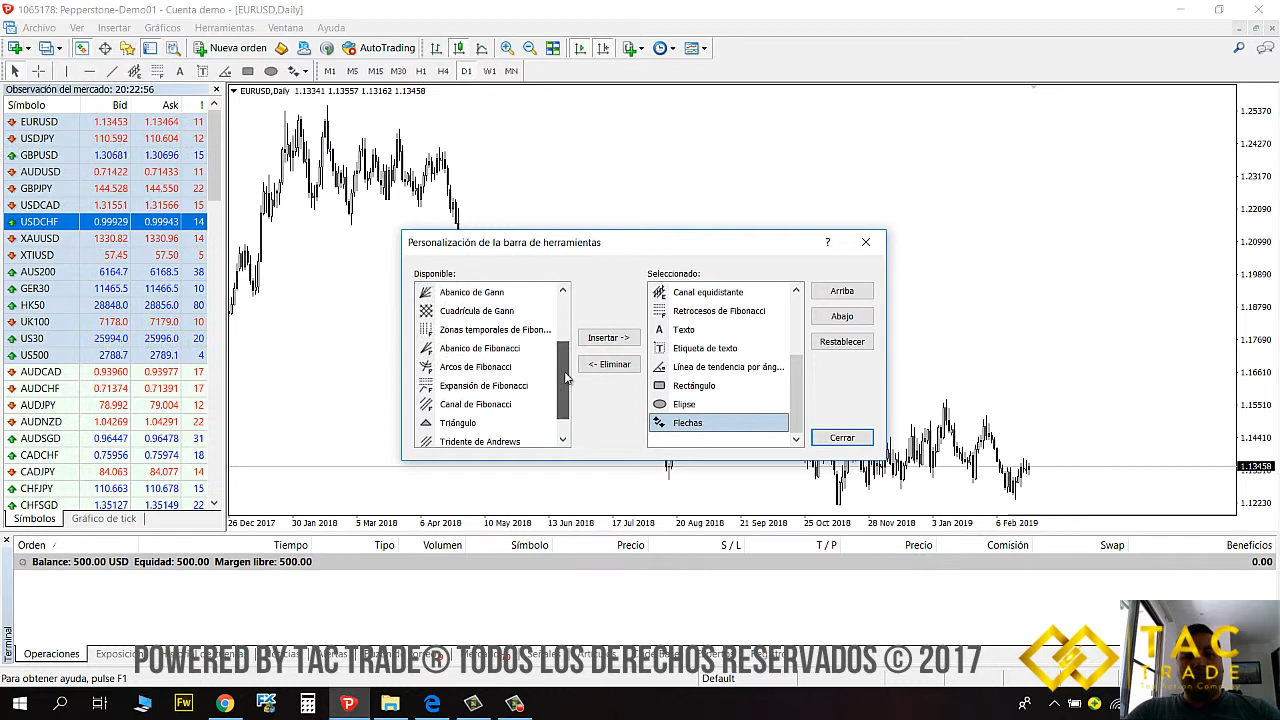 1065178: Pepperstone-Demo01 - Cuenta demo - [EURUSD,Daily]
Archivo Ver Insertar Gráficos Herramientas Ventana Ayuda
Nueva orden AutoTrading
M1 M5 M15 M30 H1 H4 D1 W1 MN
Observación del mercado: 20:22:56
Símbolo Bid Ask !
EURUSD 1.13453 1.13464 11
USDJPY 110.592 110.604 12
GBPUSD 1.30681 1.30696 15
AUDUSD 0.71422 0.71433 11
GBPJPY 144.528 144.550 22
USDCAD 1.31551 1.31566 15
USDCHF 0.99929 0.99943 14
XAUUSD 1330.82 1330.96 14
XTIUSD 57.45 57.50 5
AUS200 6164.7 6168.5 38
GER30 11465.5 11466.5 10
HK50 28848.0 28856.0 80
UK100 7178.0 7179.0 10
US30 25994.0 25996.0 20
US500 2788.7 2789.1 4
AUDCAD 0.93960 0.93977 17
AUDCHF 0.71374 0.71391 17
AUDJPY 78.992 79.004 12
AUDNZD 1.04269 1.04291 22
AUDSGD 0.96447 0.96478 31
CADCHF 0.75956 0.75974 18
CADJPY 84.063 84.077 14
CHFJPY 110.663 110.678 15
CHFSGD 1.35127 1.35149 22
Símbolos Gráfico de tick
EURUSD,Daily 1.13341 1.13557 1.13162 1.13458
1.25370
1.24270
1.23170
1.22090
1.20990
1.19890
1.18790
1.17710
1.16610
1.15510
1.14410
1.13458
1.12230
26 Dec 2017 30 Jan 2018 5 Mar 2018 6 Apr 2018 10 May 2018 13 Jun 2018 17 Jul 2018 20 Aug 2018 21 Sep 2018 25 Oct 2018 28 Nov 2018 3 Jan 2019 6 Feb 2019
Personalización de la barra de herramientas ?
Disponible:
Abanico de Gann
Cuadrícula de Gann
Zonas temporales de Fibon...
Abanico de Fibonacci
Arcos de Fibonacci
Expansión de Fibonacci
Canal de Fibonacci
Triángulo
Tridente de Andrews
Insertar ->
<- Eliminar
Seleccionado:
Canal equidistante
Retrocesos de Fibonacci
Texto
Etiqueta de texto
Línea de tendencia por áng...
Rectángulo
Elipse
Flechas
Arriba
Abajo
Restablecer
Cerrar
Orden Tiempo Tipo Volumen Símbolo Precio S / L T / P Precio Comisión Swap Beneficios
Balance: 500.00 USD Equidad: 500.00 Margen libre: 500.00 0.00
Terminal
Operaciones
POWERED BY TAC TRADE® TODOS LOS DERECHOS RESERVADOS © 2017
TAC
TRADE
Para obtener ayuda, pulse F1 Default
Fw